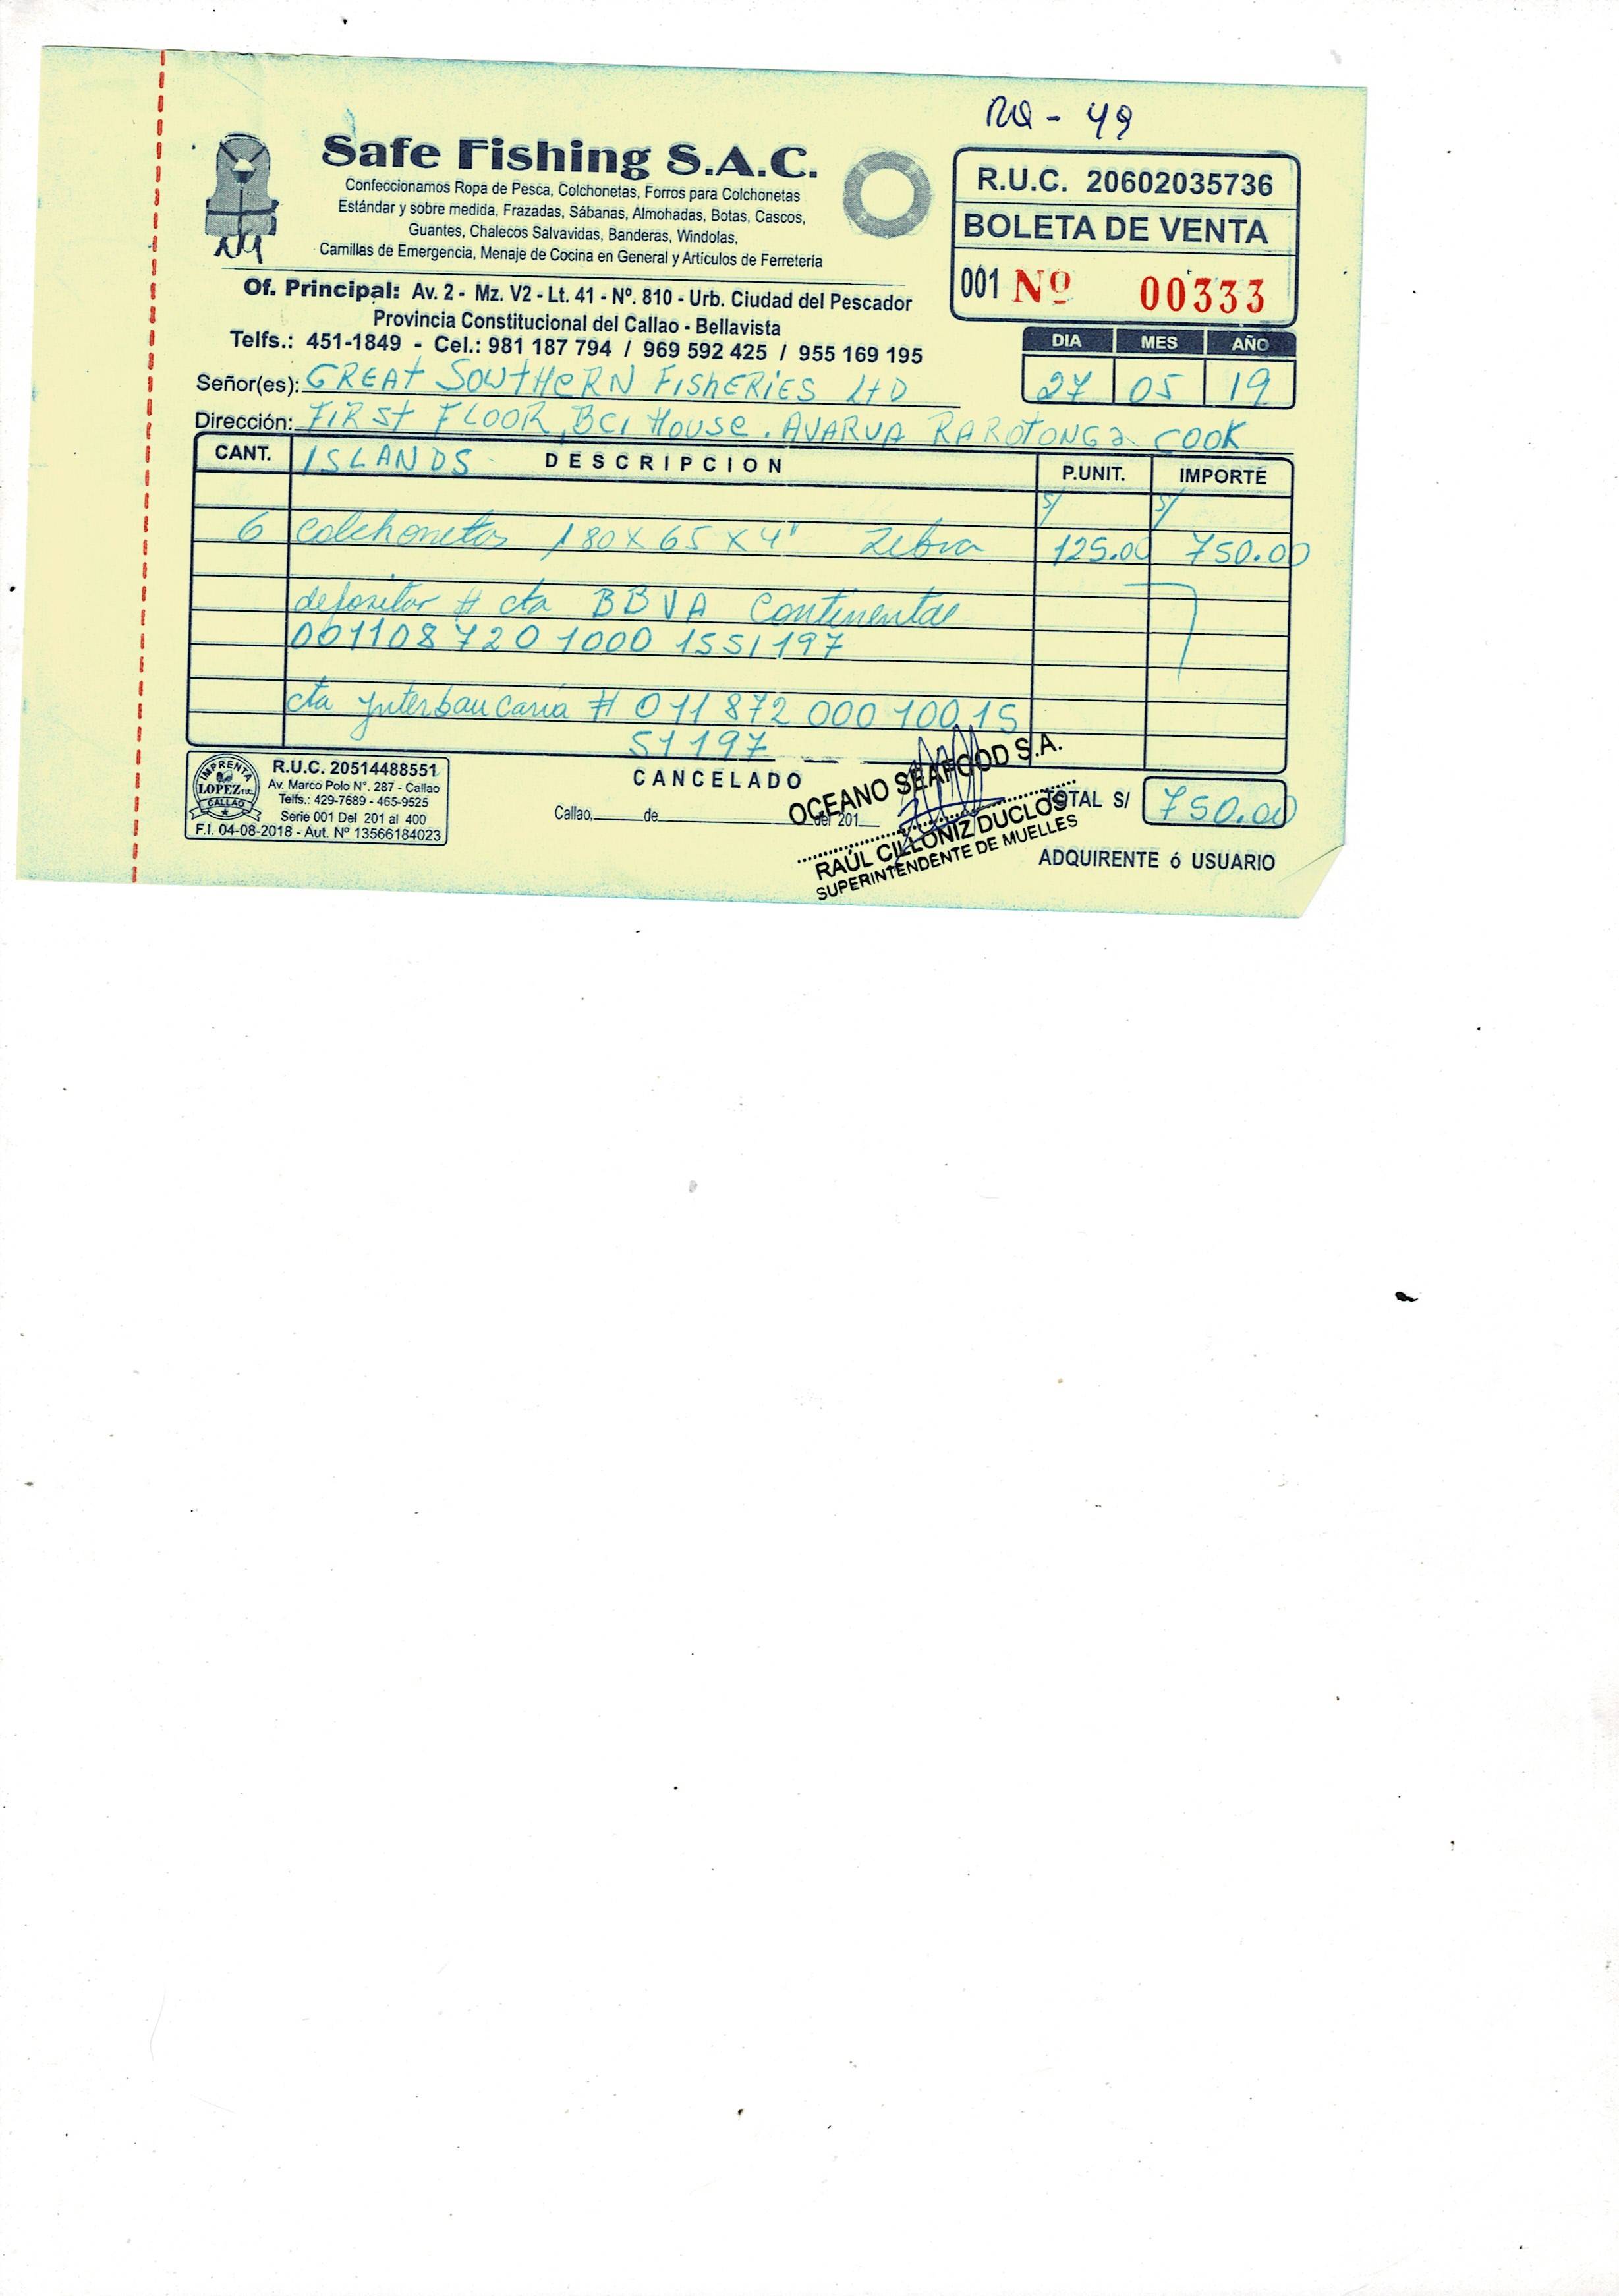 RQ - 49
Safe Fishing S.A.C.
Confeccionamos Ropa de Pesca, Colchonetas, Forros para Colchonetas
Estándar y sobre medida, Frazadas, Sábanas, Almohadas, Botas, Cascos,
Guantes, Chalecos Salvavidas, Banderas, Windolas,
Camillas de Emergencia, Menaje de Cocina en General y Artículos de Ferreteria
R.U.C. 20602035736
BOLETA DE VENTA
001 Nº 00333
Of. Principal: Av. 2 - Mz. V2 - Lt. 41 - Nº. 810 - Urb. Ciudad del Pescador
Provincia Constitucional del Callao - Bellavista
Telfs.: 451-1849 - Cel.: 981 187 794 / 969 592 425 / 955 169 195
DIA MES AÑO
27 05 19
Señor(es): GREAT SOUTHERN FISHERIES LTD
Dirección: FIRST FLOOR, BCI House. AVARUA RAROTONGA COOK
ISLANDS
CANT. DESCRIPCION P.UNIT. IMPORTE
S/ S/
6 colchonetas 180 x 65 x 4" Zebra 125.00 750.00
depositar # cta BBVA Continental
001108720 1000 1551197
cta Interbancaria # 011 872 000 10015
51197
IMPRENTA
LOPEZ
CALLAO
R.U.C. 20514488551
Av. Marco Polo N°. 287 - Callao
Telfs.: 429-7689 - 465-9525
Serie 001 Del 201 al 400
F.I. 04-08-2018 - Aut. Nº 13566184023
CANCELADO
Callao, de del 201
OCEANO SEAFOOD S.A.
RAÚL CILLONIZ DUCLOS
SUPERINTENDENTE DE MUELLES
TOTAL S/ 750.00
ADQUIRENTE ó USUARIO